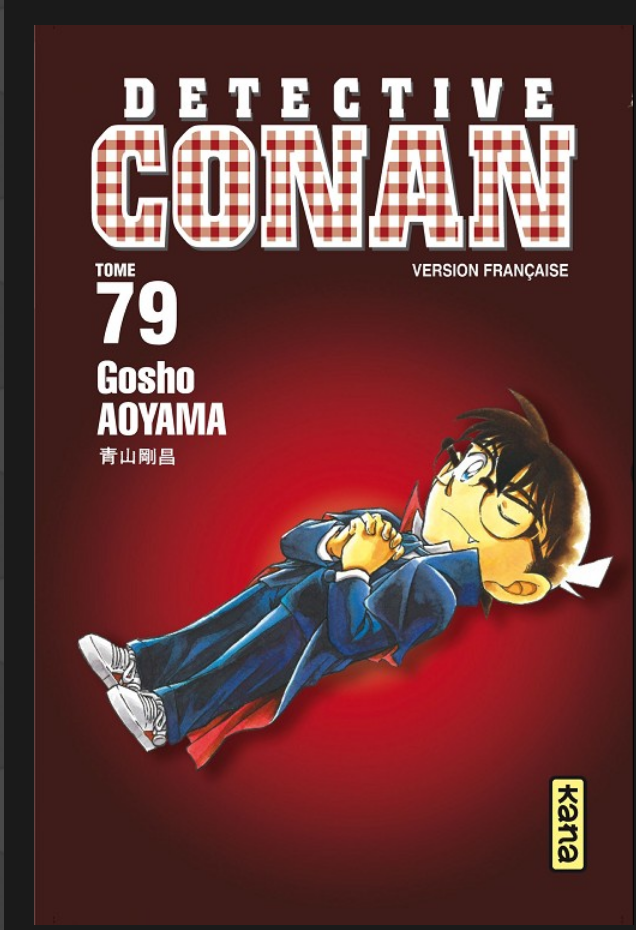 DETECTIVE
CONAN
TOME
VERSION FRANÇAISE
79
Gosho
AOYAMA
青山剛昌
kana